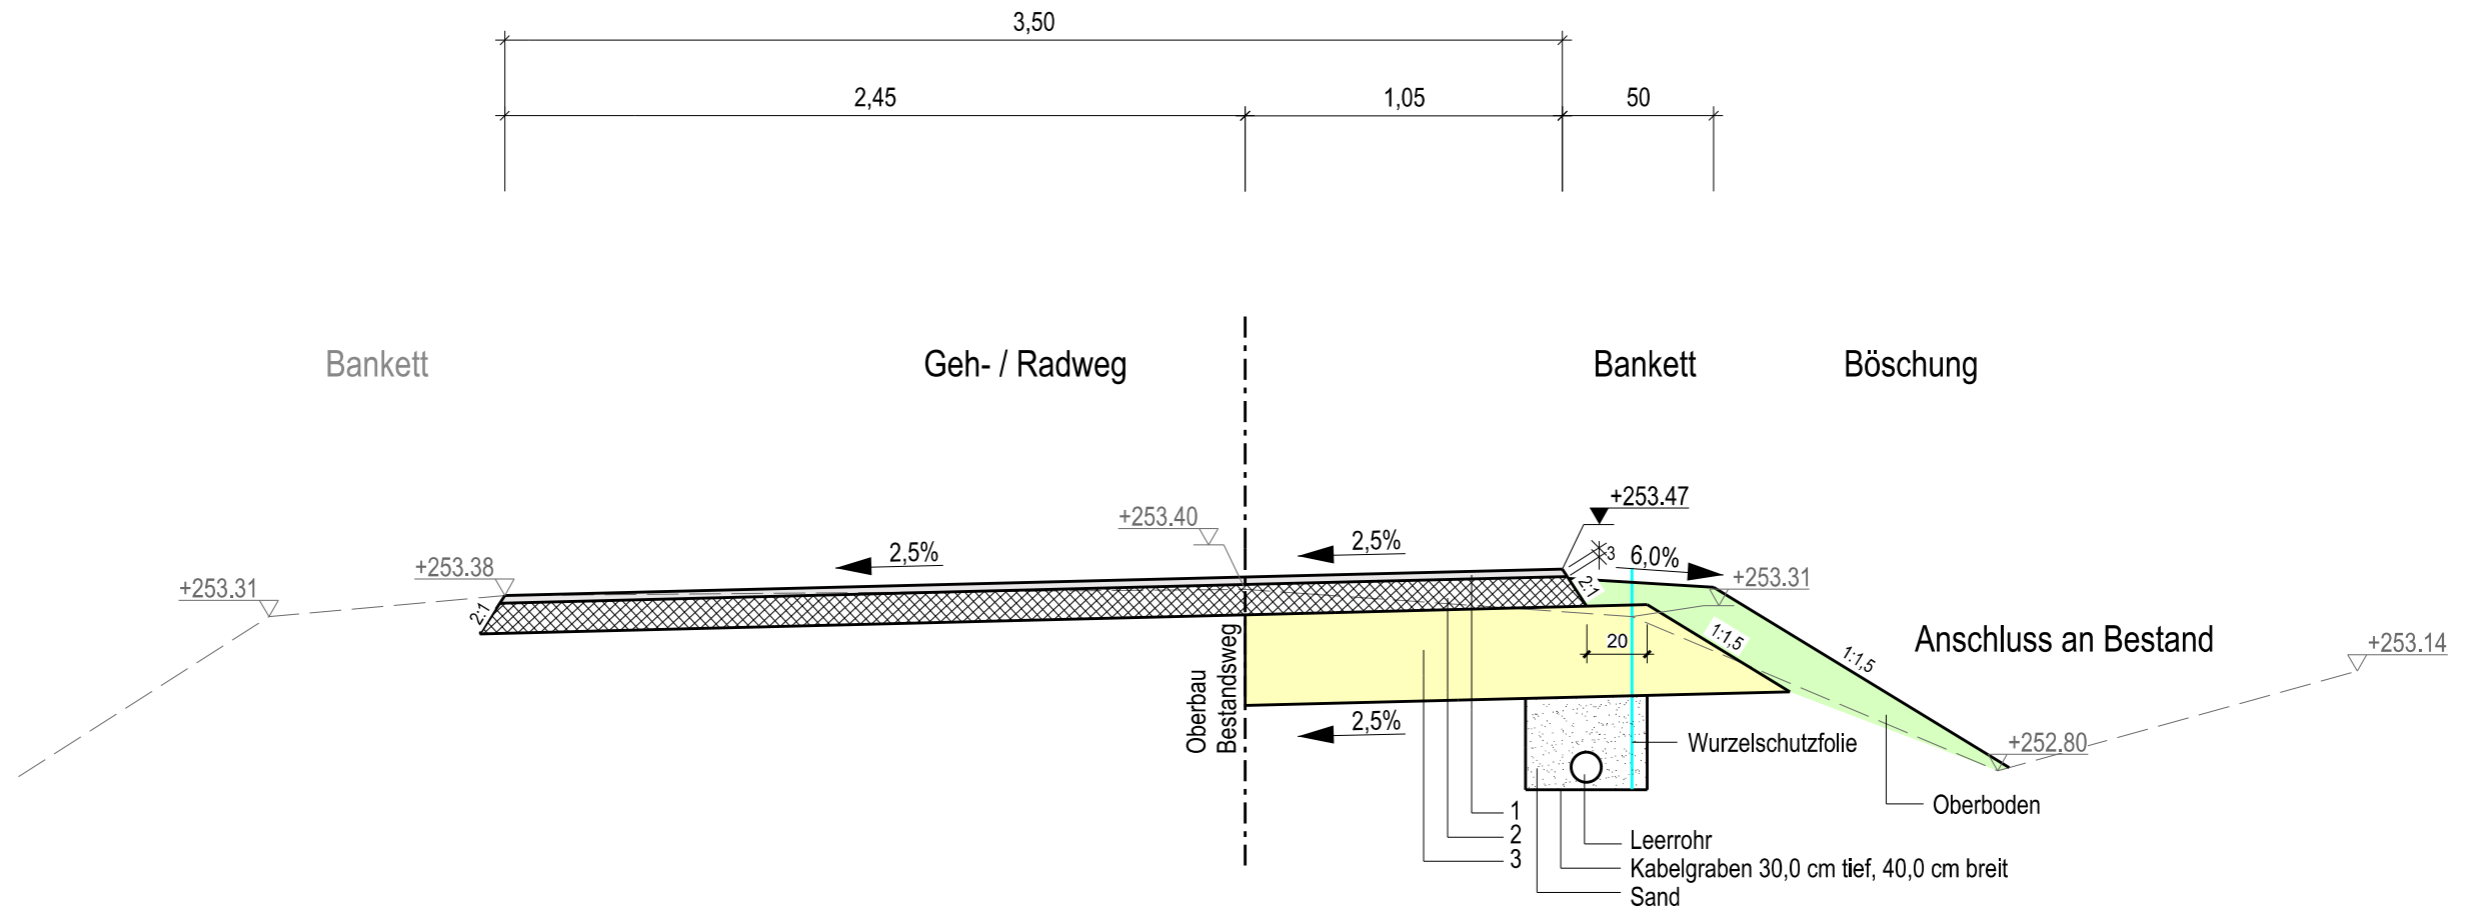 3,50
2,45
1,05
50
Bankett
Geh- / Radweg
Bankett
Böschung
+253.47
+253.40
2,5%
2,5%
3
6,0%
+253.38
+253.31
+253.31
2:1
2:1
20
1:1,5
1:1,5
Anschluss an Bestand
+253.14
Oberbau
Bestandsweg
2,5%
Wurzelschutzfolie
+252.80
Oberboden
1
2
3
Leerrohr
Kabelgraben 30,0 cm tief, 40,0 cm breit
Sand